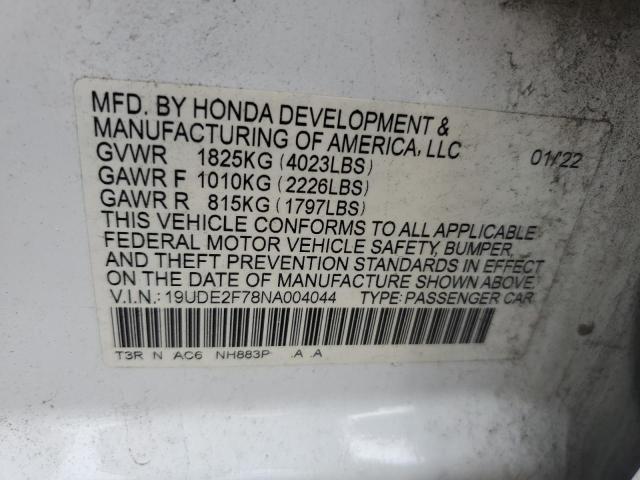 MFD. BY HONDA DEVELOPMENT &
MANUFACTURING OF AMERICA, LLC 01/22
GVWR 1825KG (4023LBS)
GAWR F 1010KG (2226LBS)
GAWR R 815KG (1797LBS)
THIS VEHICLE CONFORMS TO ALL APPLICABLE
FEDERAL MOTOR VEHICLE SAFETY, BUMPER,
AND THEFT PREVENTION STANDARDS IN EFFECT
ON THE DATE OF MANUFACTURE SHOWN ABOVE.
V.I.N.: 19UDE2F78NA004044 TYPE: PASSENGER CAR
T3R N AC6 NH883P .A .A